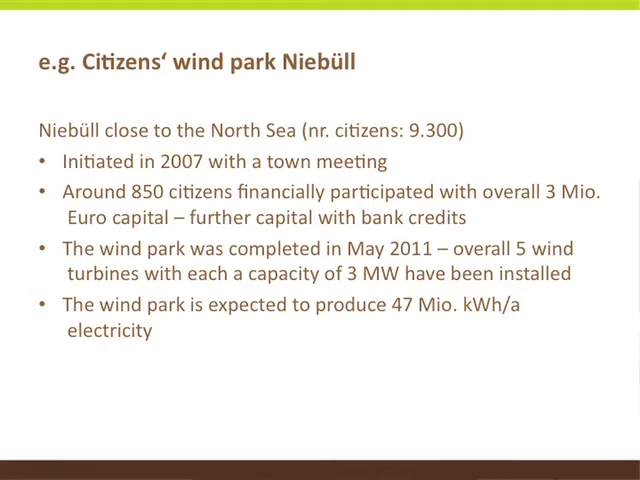 e.g. Citizens‘ wind park Niebüll
Niebüll close to the North Sea (nr. citizens: 9.300)
• Initiated in 2007 with a town meeting
• Around 850 citizens financially participated with overall 3 Mio.
Euro capital – further capital with bank credits
• The wind park was completed in May 2011 – overall 5 wind
turbines with each a capacity of 3 MW have been installed
• The wind park is expected to produce 47 Mio. kWh/a
electricity